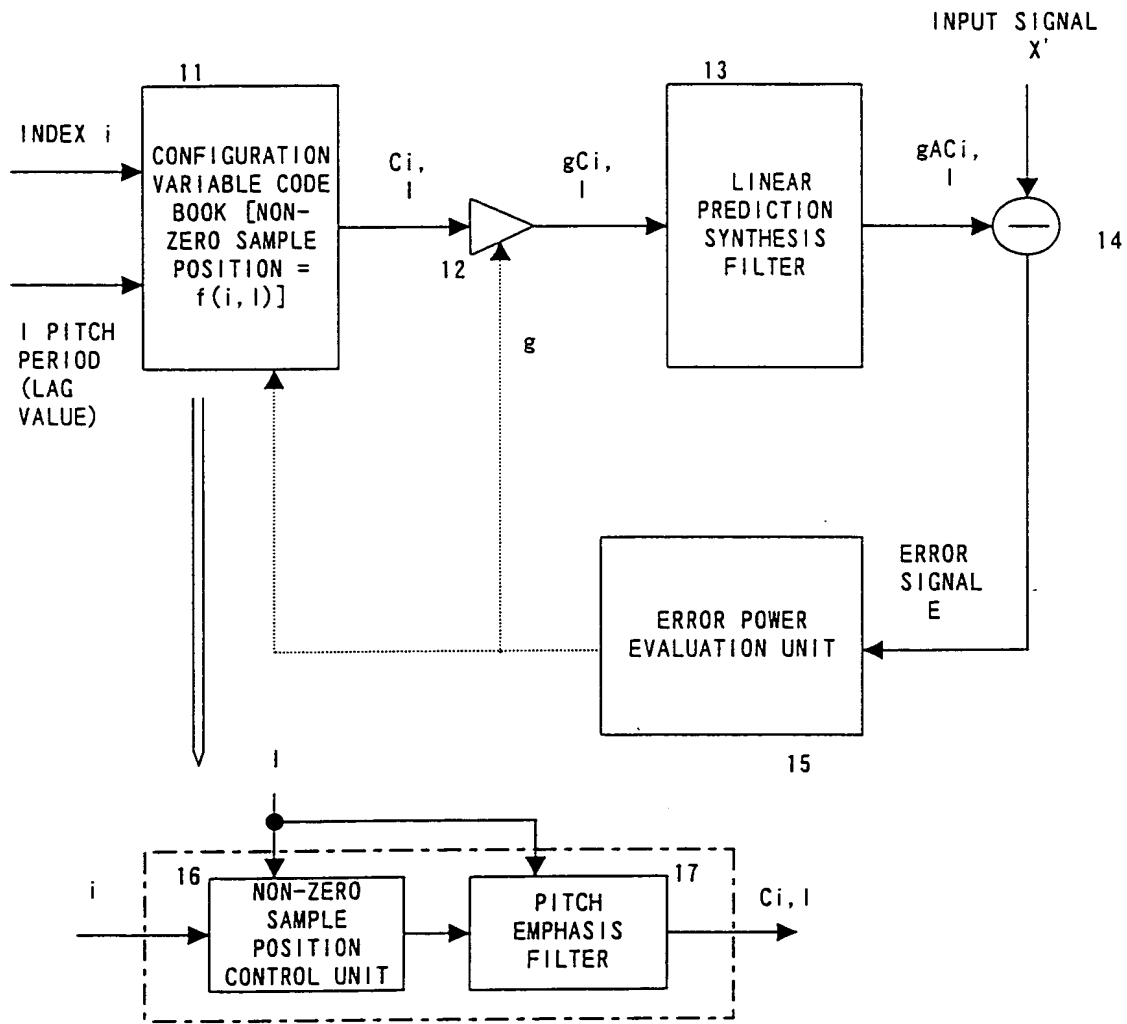 INPUT SIGNAL
X'
11
13
INDEX i
CONFIGURATION
VARIABLE CODE
BOOK [NON-
ZERO SAMPLE
POSITION =
f(i, l)]
Ci,
l
gCi,
l
LINEAR
PREDICTION
SYNTHESIS
FILTER
gACi,
l
14
12
l PITCH
PERIOD
(LAG
VALUE)
g
ERROR POWER
EVALUATION UNIT
ERROR
SIGNAL
E
15
l
i
16
NON-ZERO
SAMPLE
POSITION
CONTROL UNIT
PITCH
EMPHASIS
FILTER
17
Ci, l